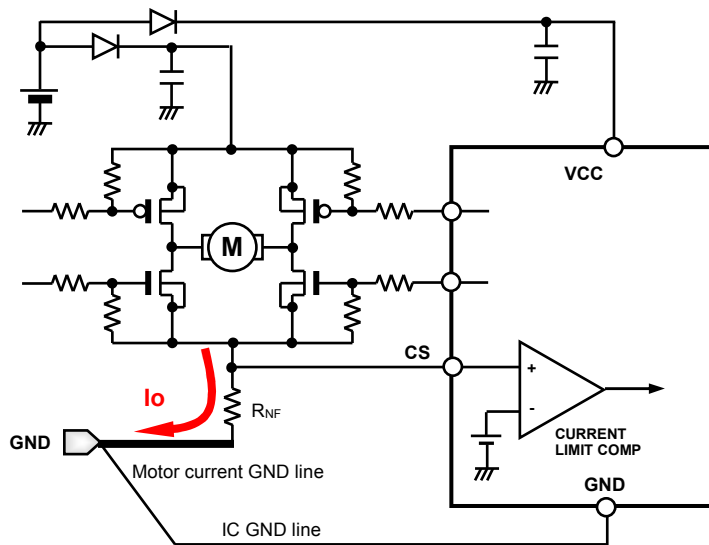 VCC
M
CS
+
-
Io
RNF
GND
CURRENT
LIMIT COMP
Motor current GND line
GND
IC GND line